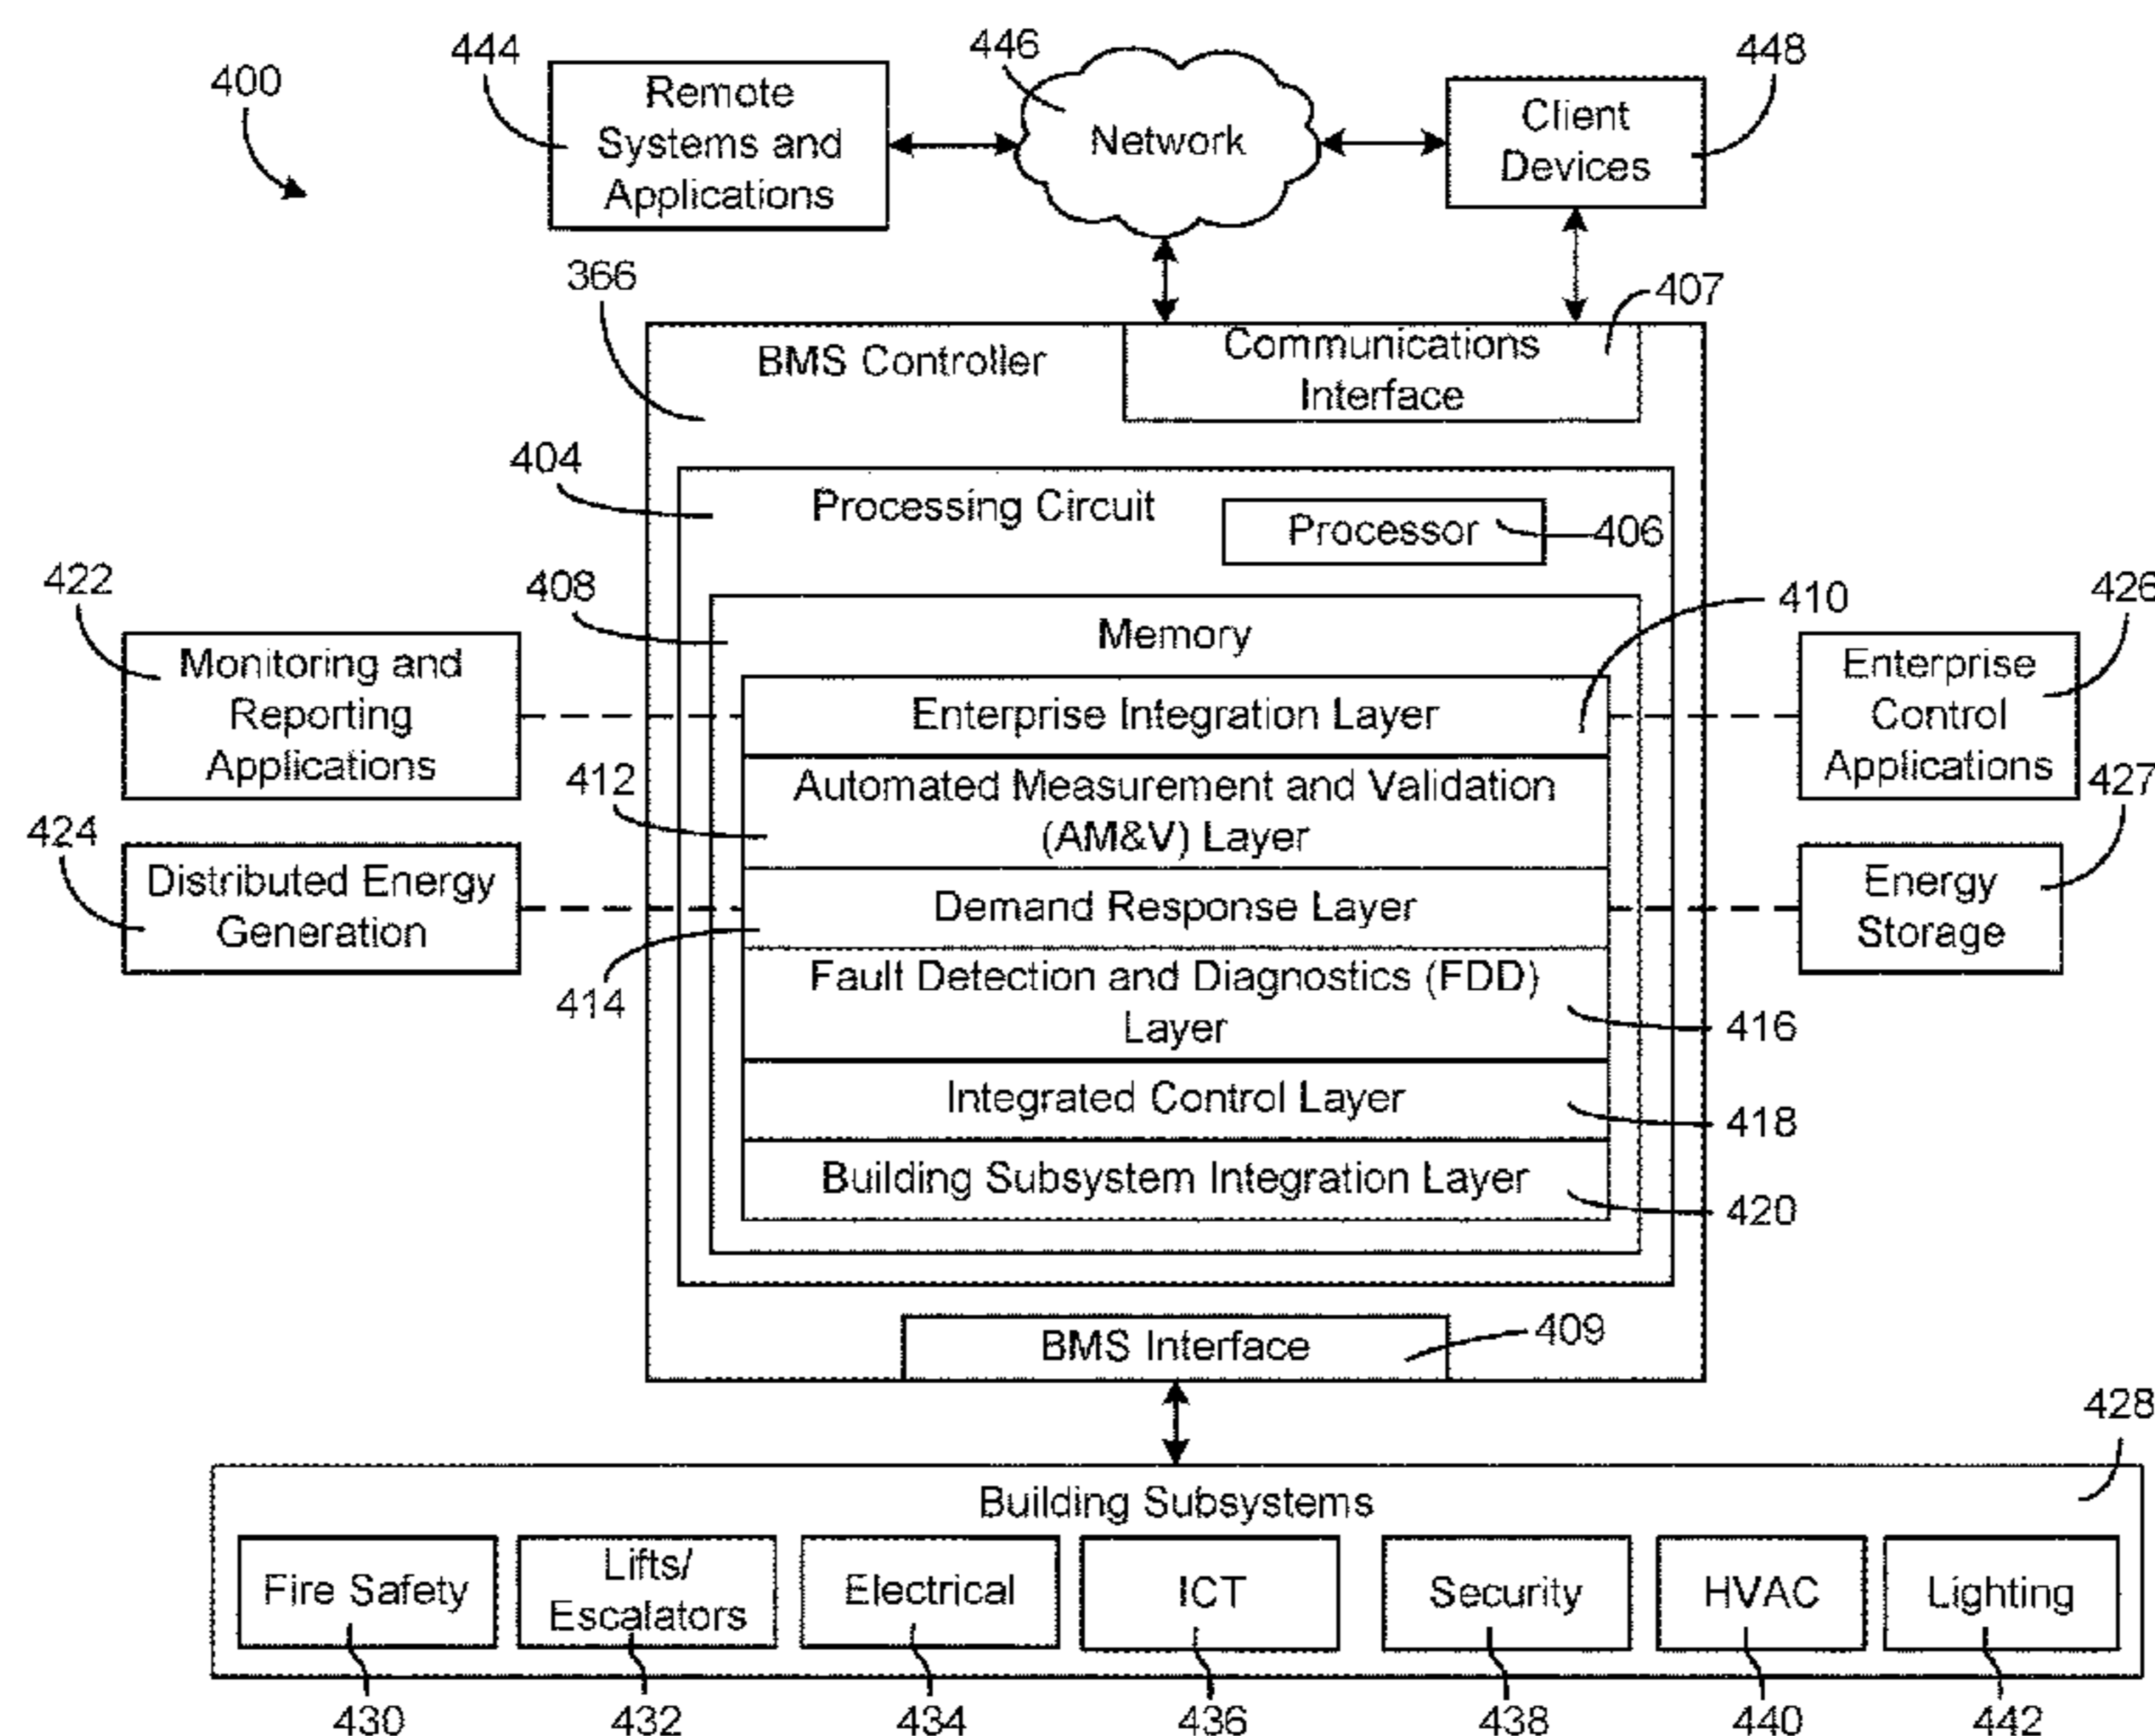 400
444
Remote
Systems and
Applications
446
Network
Client
Devices
448
366
BMS Controller
Communications
Interface
407
404
Processing Circuit
Processor
406
408
Memory
410
422
Monitoring and
Reporting
Applications
Enterprise Integration Layer
426
Enterprise
Control
Applications
412
Automated Measurement and Validation
(AM&V) Layer
424
Distributed Energy
Generation
414
Demand Response Layer
427
Energy
Storage
Fault Detection and Diagnostics (FDD)
Layer
416
Integrated Control Layer
418
Building Subsystem Integration Layer
420
BMS Interface
409
428
Building Subsystems
Fire Safety
Lifts/
Escalators
Electrical
ICT
Security
HVAC
Lighting
430
432
434
436
438
440
442